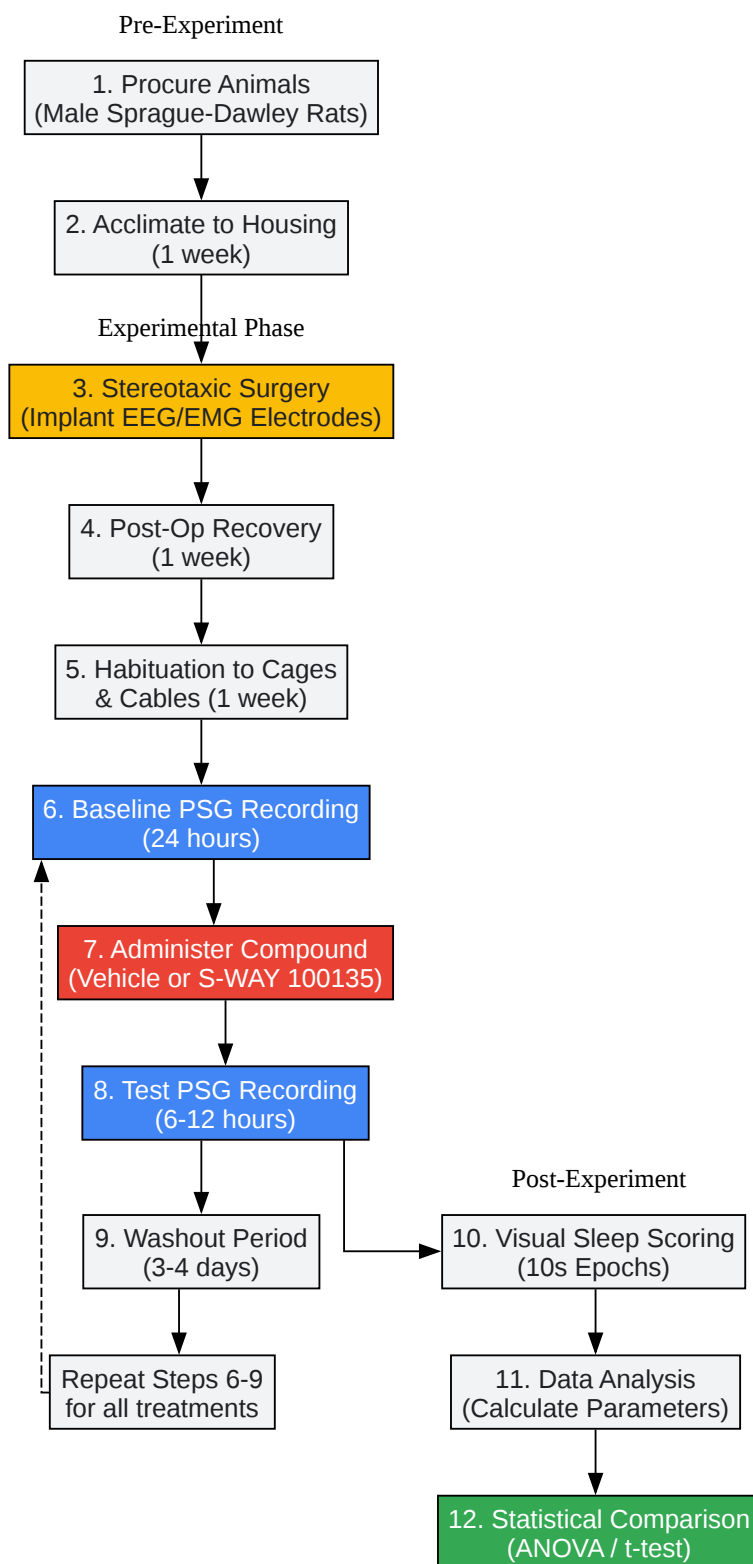 Pre-Experiment
1. Procure Animals
(Male Sprague-Dawley Rats)
2. Acclimate to Housing
(1 week)
Experimental Phase
3. Stereotaxic Surgery
(Implant EEG/EMG Electrodes)
4. Post-Op Recovery
(1 week)
5. Habituation to Cages
& Cables (1 week)
6. Baseline PSG Recording
(24 hours)
7. Administer Compound
(Vehicle or S-WAY 100135)
8. Test PSG Recording
(6-12 hours)
9. Washout Period
(3-4 days)
Repeat Steps 6-9
for all treatments
Post-Experiment
10. Visual Sleep Scoring
(10s Epochs)
11. Data Analysis
(Calculate Parameters)
12. Statistical Comparison
(ANOVA / t-test)